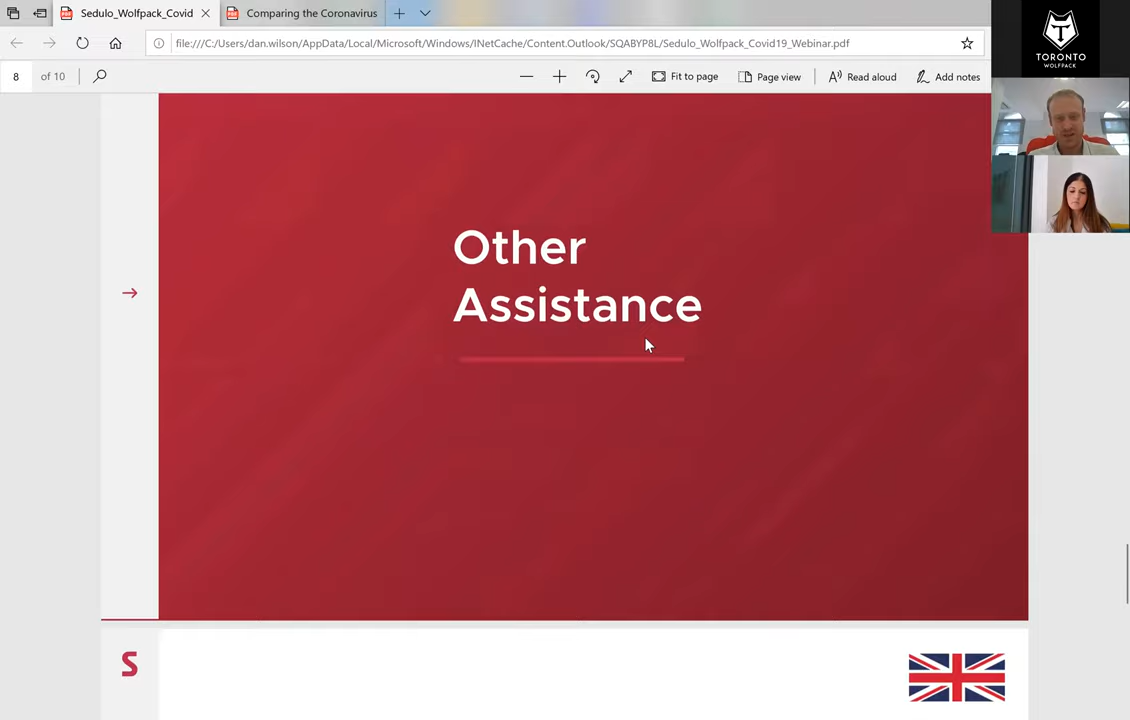 Sedulo_Wolfpack_Covid
Comparing the Coronavirus
file:///C:/Users/dan.wilson/AppData/Local/Microsoft/Windows/INetCache/Content.Outlook/SQABYP8L/Sedulo_Wolfpack_Covid19_Webinar.pdf
8 of 10
Fit to page
Page view
Read aloud
Add notes
TORONTO
WOLFPACK
Other
Assistance
S